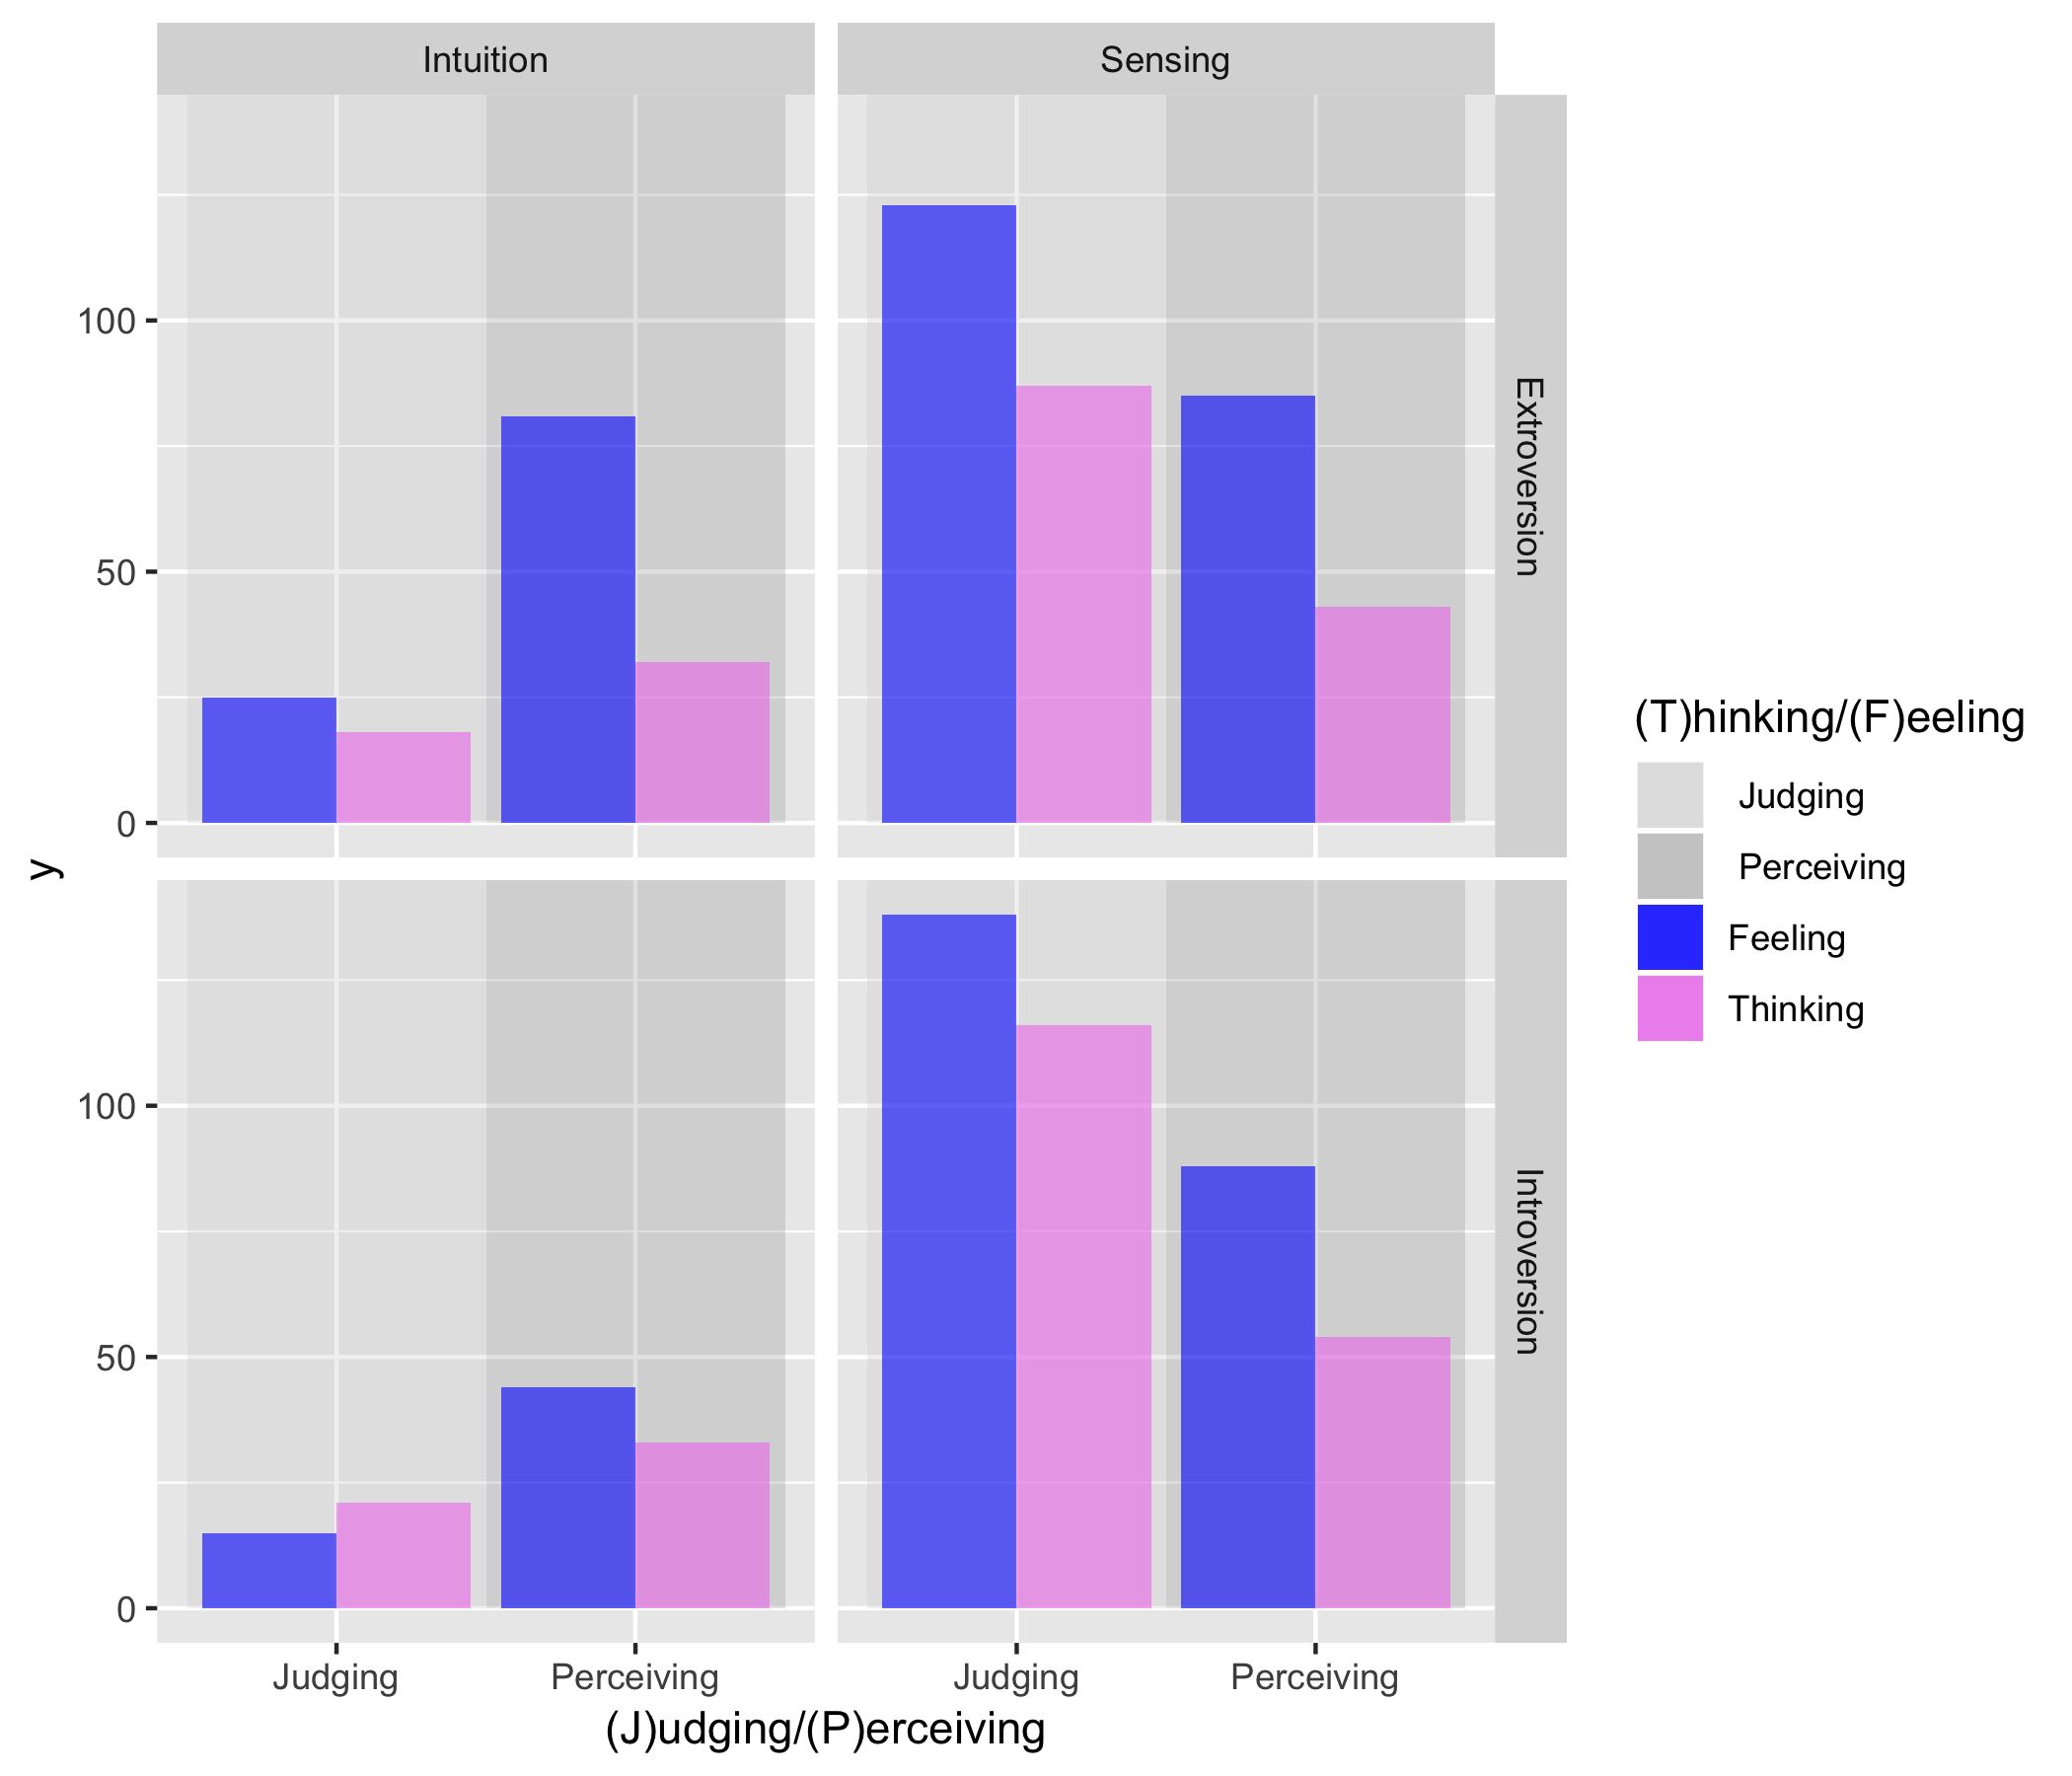 Intuition
Sensing
100
50
0
Extroversion
y
100
50
0
Introversion
Judging
Perceiving
Judging
Perceiving
(J)udging/(P)erceiving
(T)hinking/(F)eeling
Judging
Perceiving
Feeling
Thinking